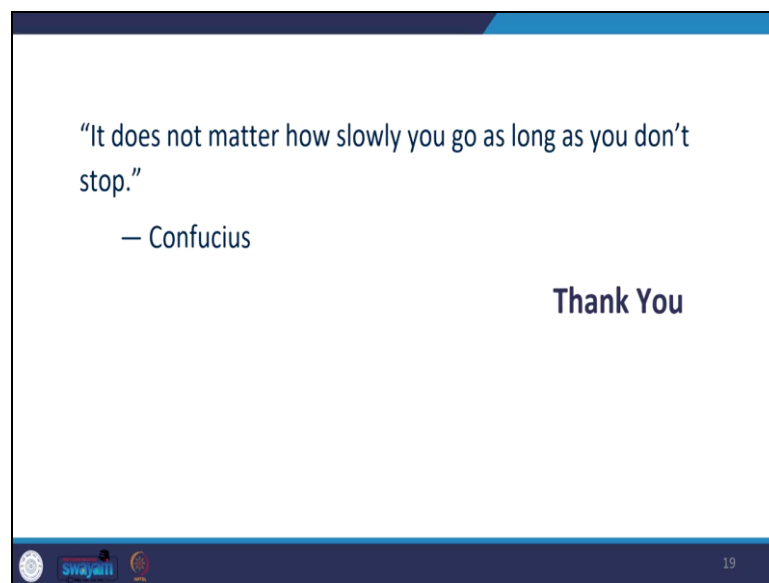 “It does not matter how slowly you go as long as you don’t
stop.”
— Confucius
Thank You
swayam
19